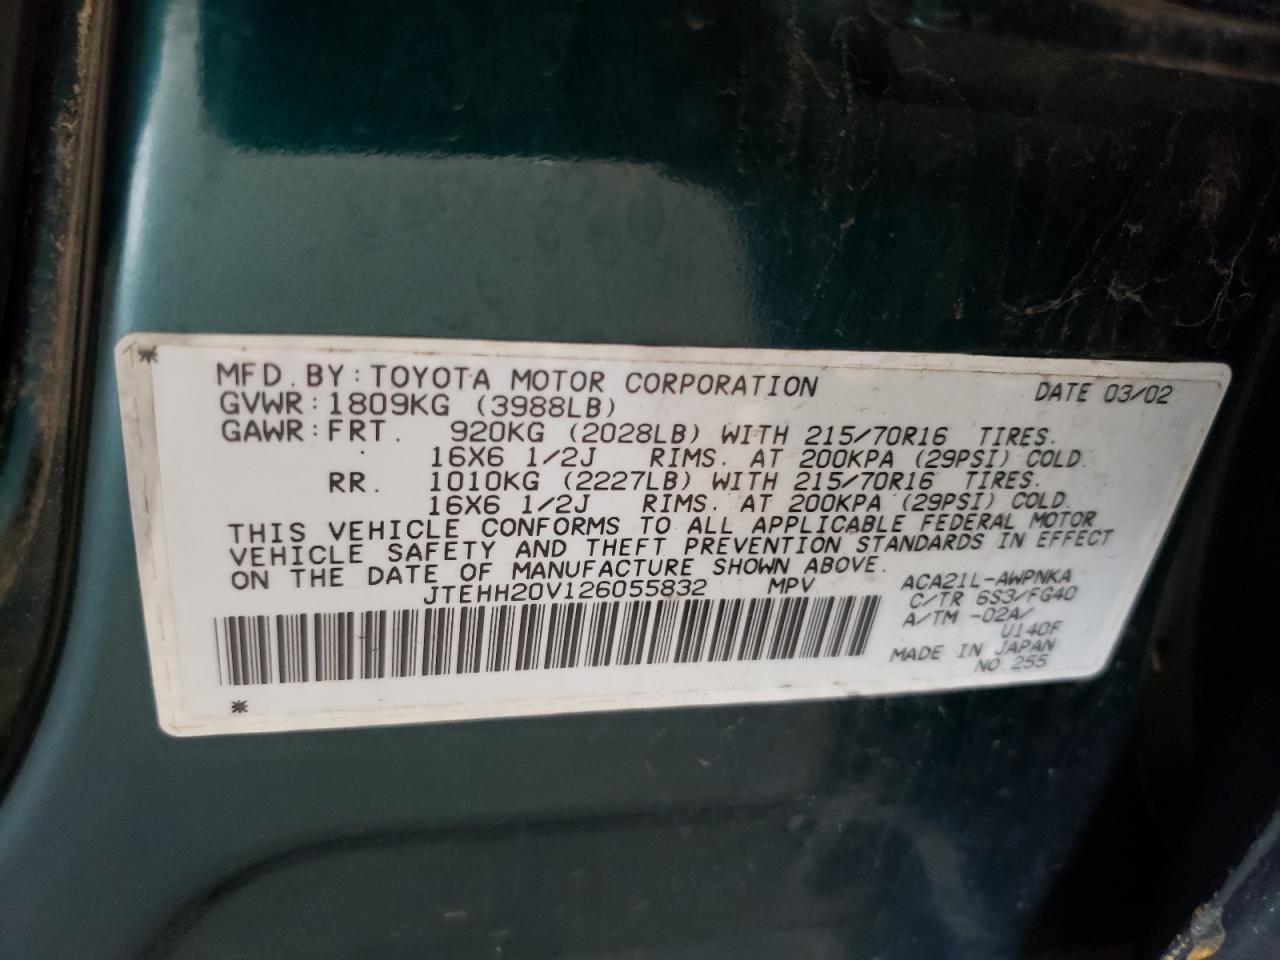 MFD. BY: TOYOTA MOTOR CORPORATION DATE 03/02
GVWR: 1809KG (3988LB)
GAWR: FRT. 920KG (2028LB) WITH 215/70R16 TIRES.
16X6 1/2J RIMS. AT 200KPA (29PSI) COLD.
RR. 1010KG (2227LB) WITH 215/70R16 TIRES.
16X6 1/2J RIMS. AT 200KPA (29PSI) COLD.
THIS VEHICLE CONFORMS TO ALL APPLICABLE FEDERAL MOTOR
VEHICLE SAFETY AND THEFT PREVENTION STANDARDS IN EFFECT
ON THE DATE OF MANUFACTURE SHOWN ABOVE.
JTEHH20V126055832 MPV
ACA21L-AWPNKA
C/TR 6S3/FG40
A/TM -02A/
U140F
MADE IN JAPAN
NO. 255